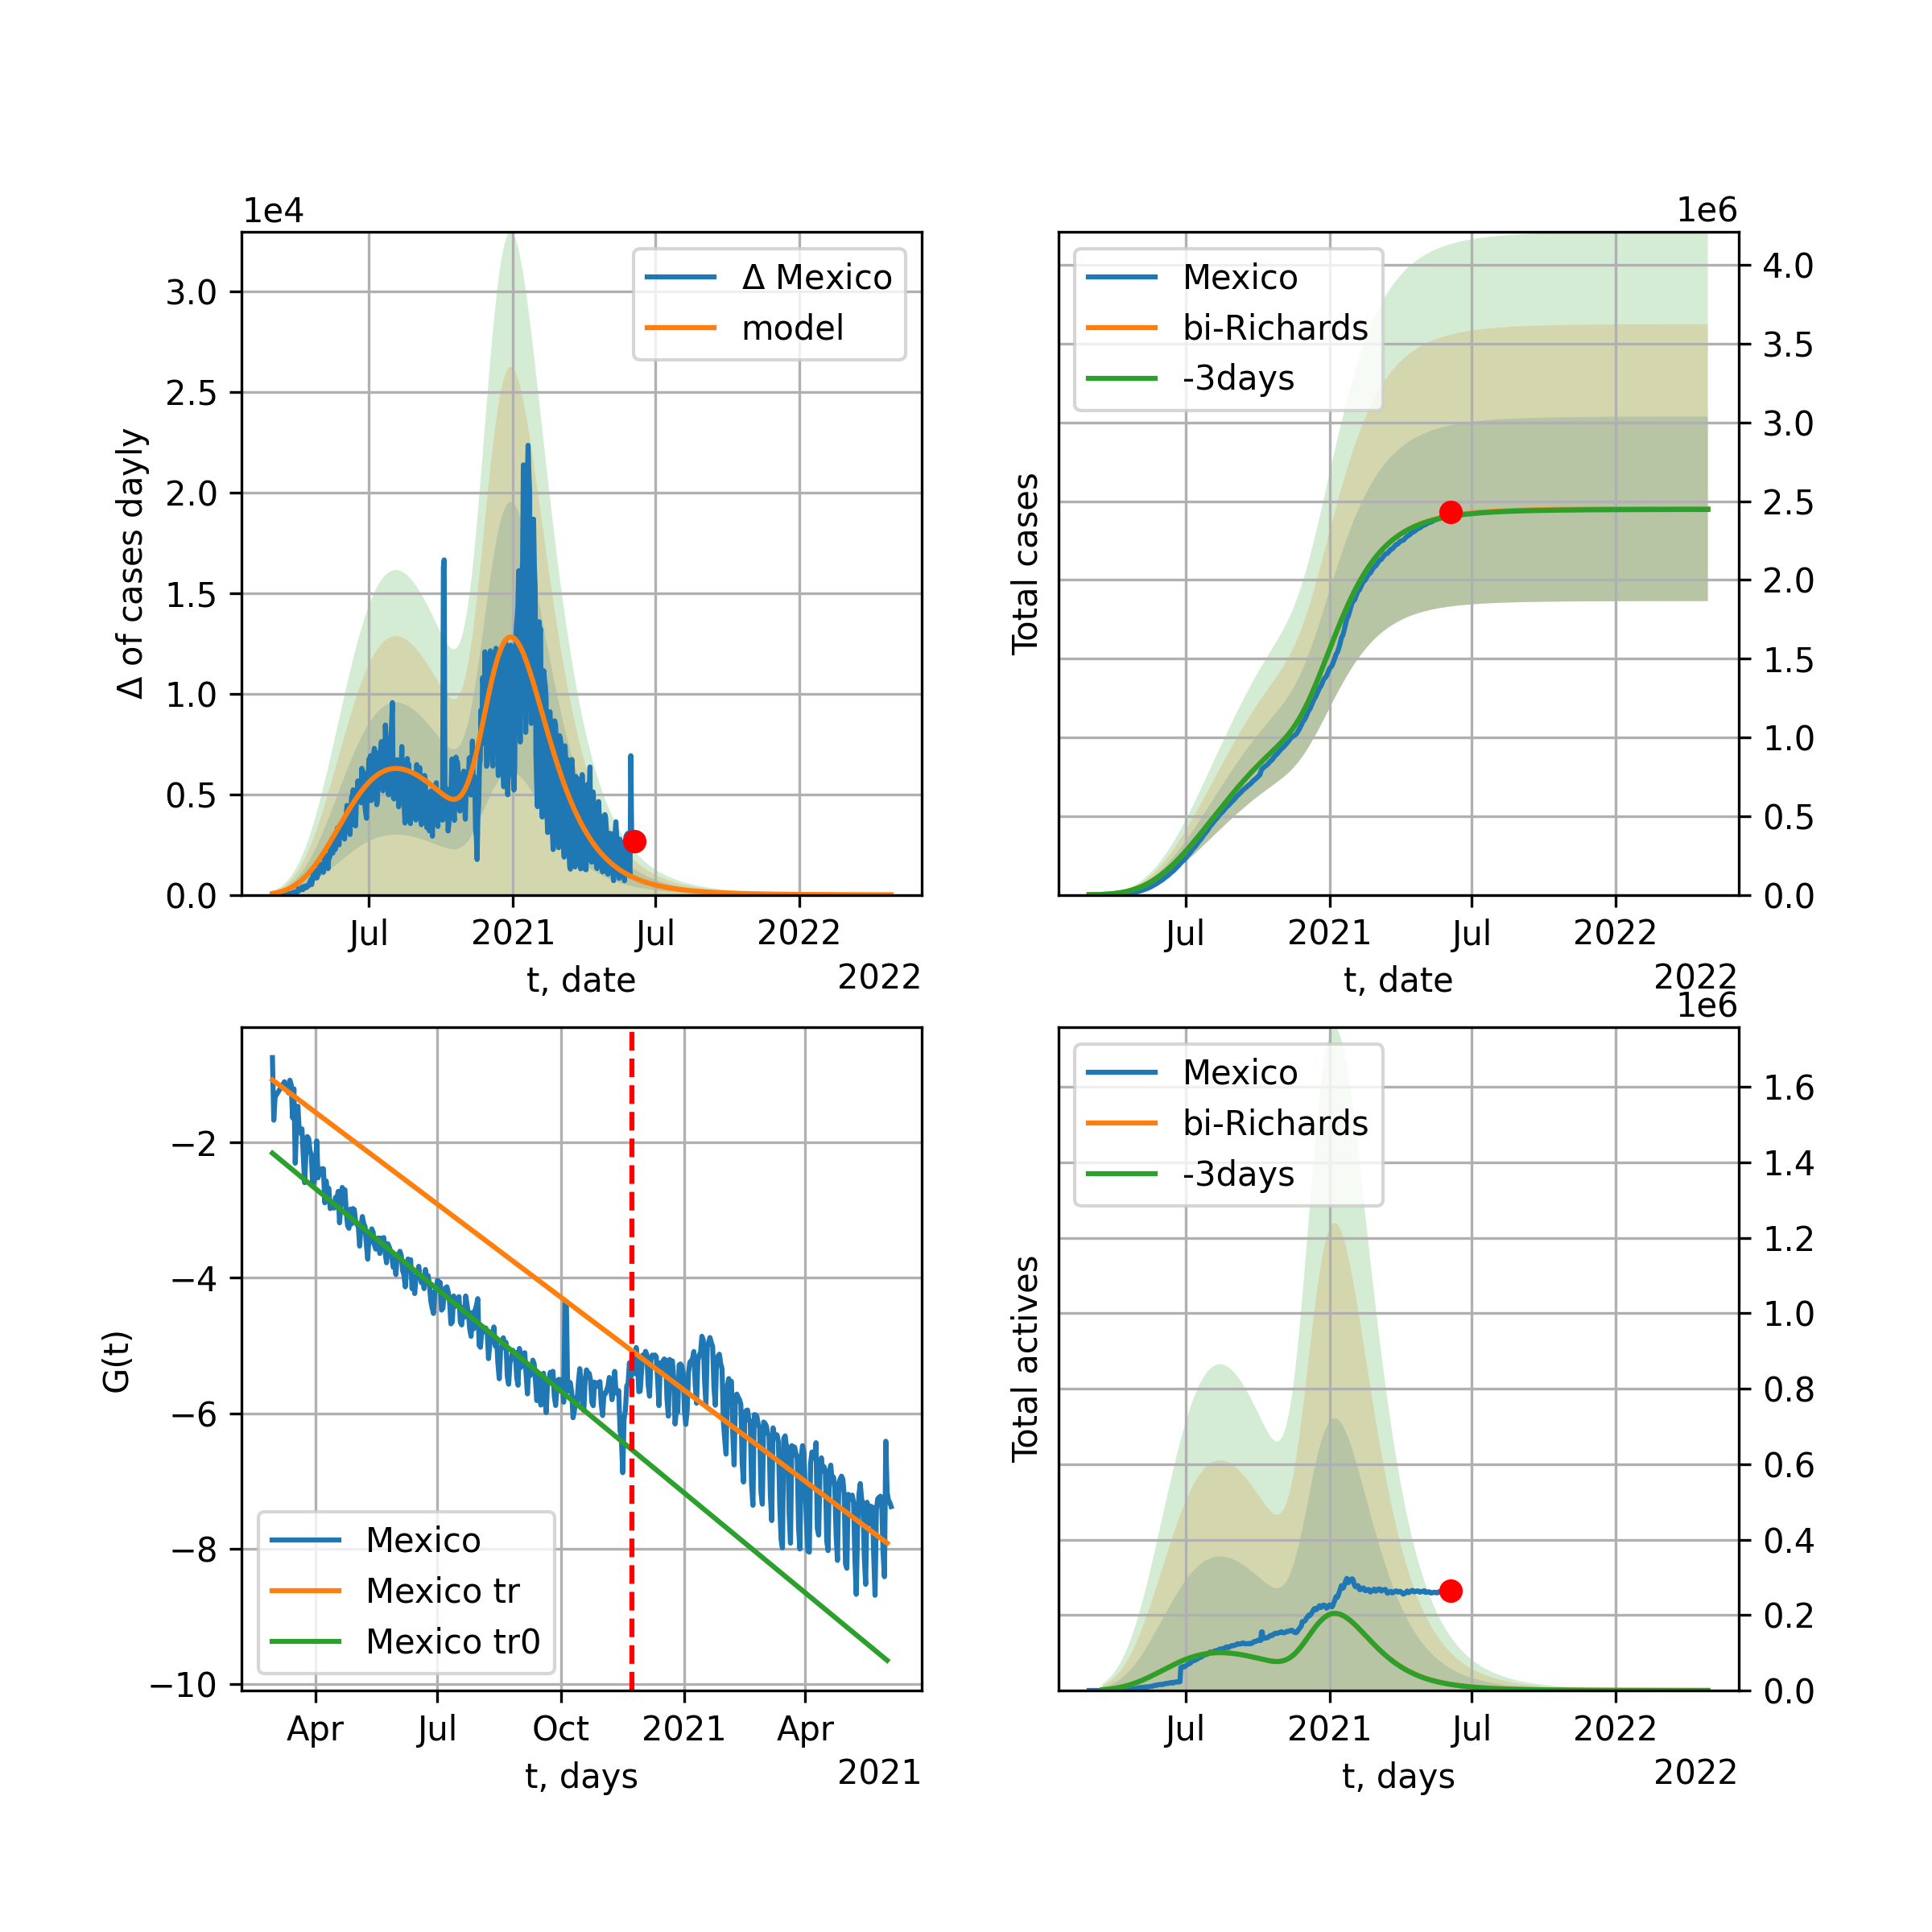 1e4
3.0
2.5
2.0
1.5
1.0
0.5
0.0
Δ of cases dayly
Δ Mexico
model
Jul 2021 Jul 2022
t, date
2022
1e6
Mexico
bi-Richards
-3days
Total cases
4.0
3.5
3.0
2.5
2.0
1.5
1.0
0.5
0.0
Jul 2021 Jul 2022
t, date
2022
−2
−4
−6
−8
−10
G(t)
Mexico
Mexico tr
Mexico tr0
Apr Jul Oct 2021 Apr
t, days
2021
1e6
Mexico
bi-Richards
-3days
Total actives
1.6
1.4
1.2
1.0
0.8
0.6
0.4
0.2
0.0
Jul 2021 Jul 2022
t, days
2022